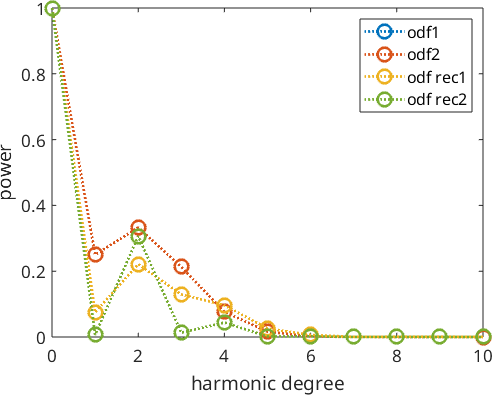 odf1
odf2
odf rec1
odf rec2
power
1
0.8
0.6
0.4
0.2
0
0 2 4 6 8 10
harmonic degree